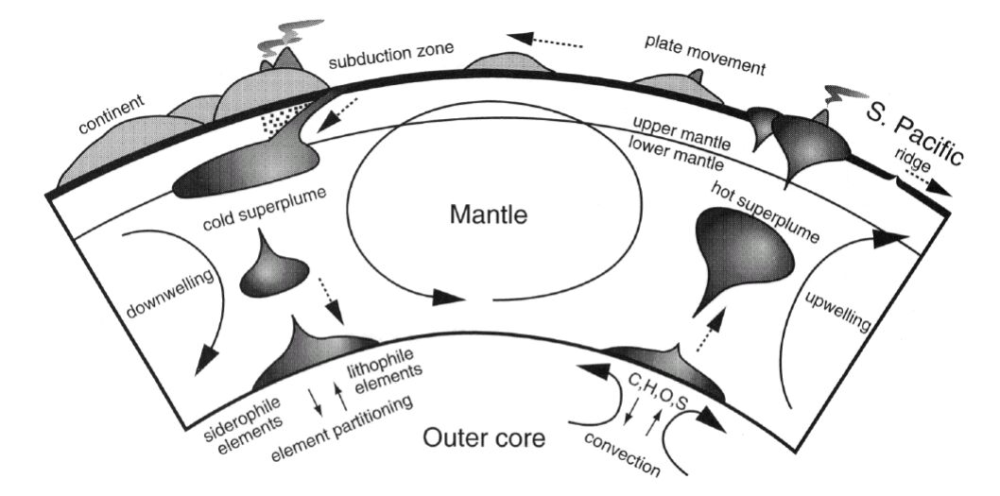 subduction zone
plate movement
continent
S. Pacific
ridge
upper mantle
lower mantle
cold superplume
Mantle
hot superplume
downwelling
upwelling
lithophile
elements
siderophile
elements
element partitioning
C,H,O,S
convection
Outer core